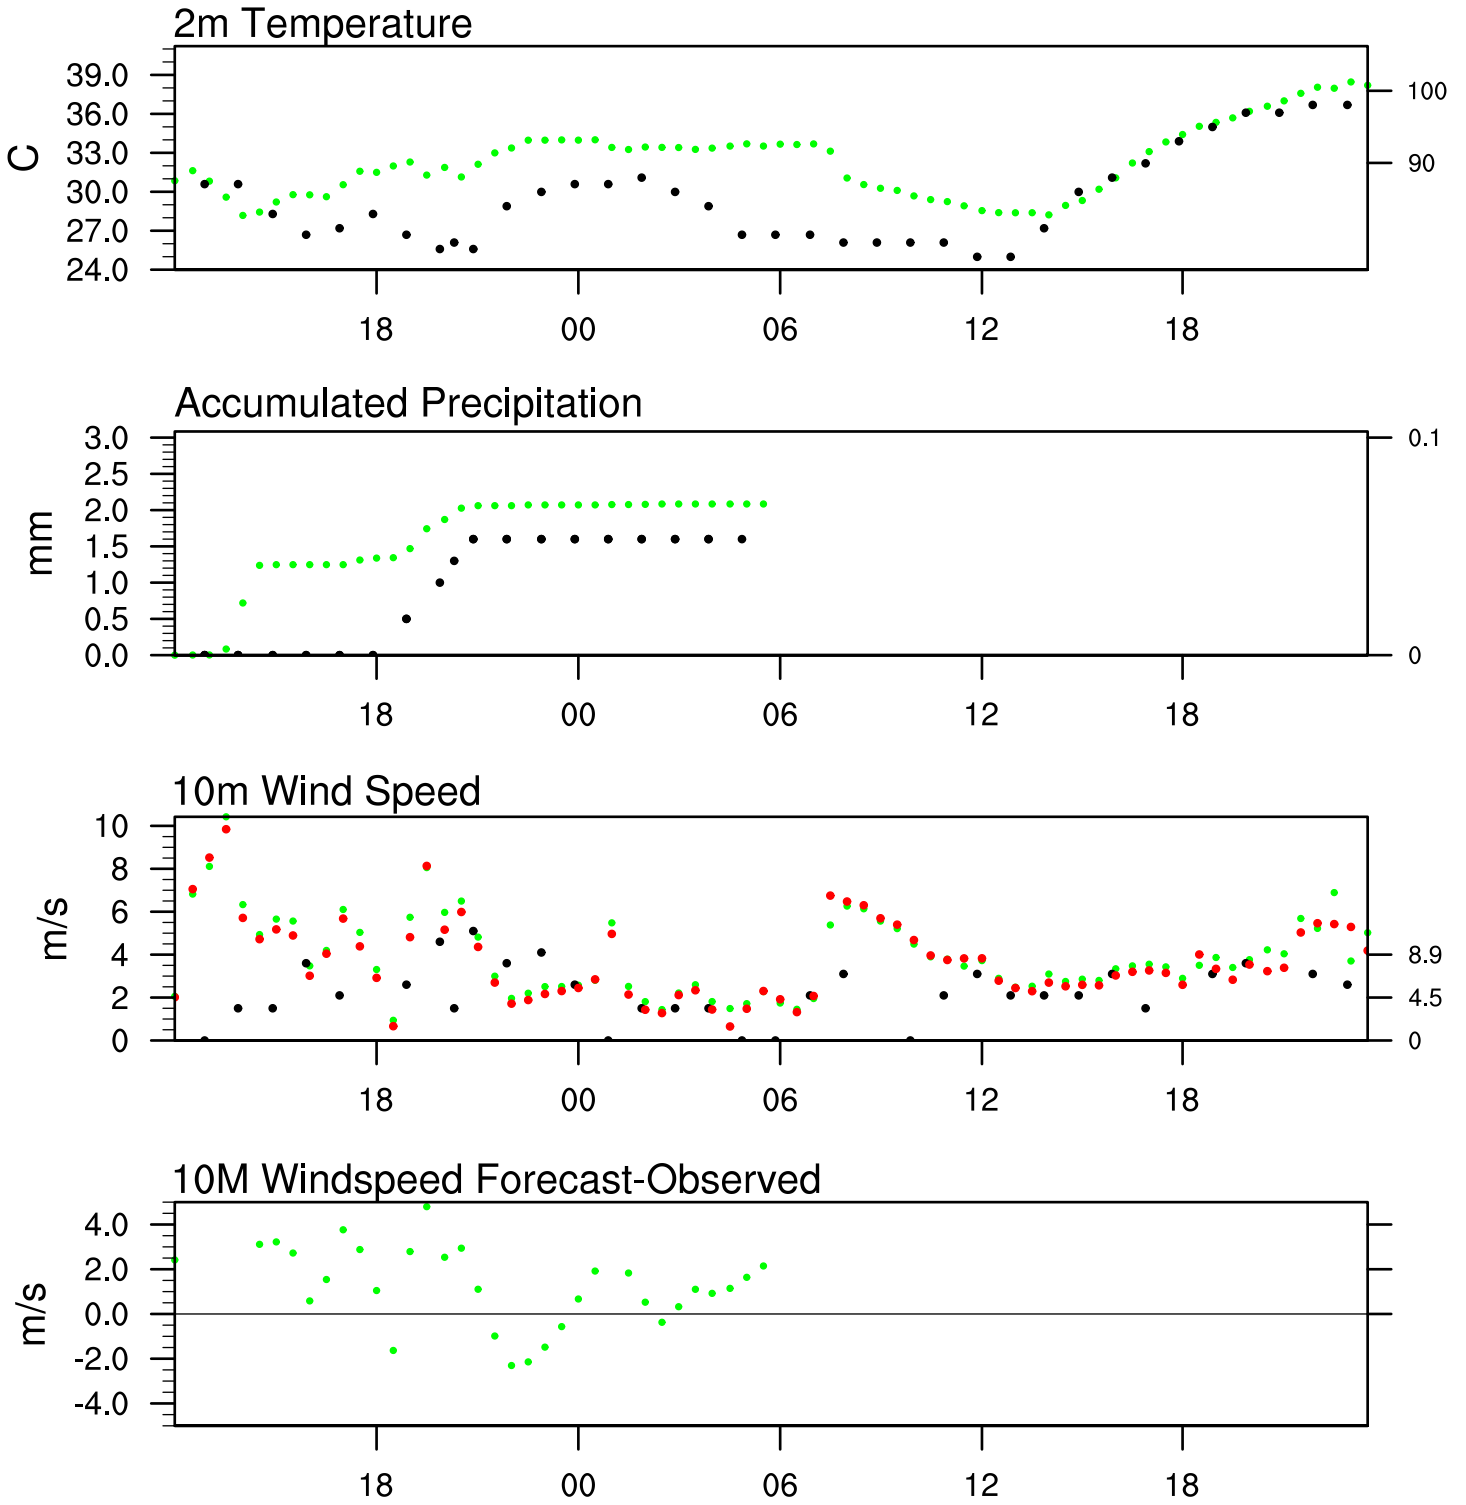 2m Temperature
39.0
36.0
33.0
30.0
27.0
24.0
C
100
90
18 00 06 12 18
Accumulated Precipitation
3.0
2.5
2.0
1.5
1.0
0.5
0.0
mm
0.1
0
18 00 06 12 18
10m Wind Speed
10
8
6
4
2
0
m/s
8.9
4.5
0
18 00 06 12 18
10M Windspeed Forecast-Observed
4.0
2.0
0.0
-2.0
-4.0
m/s
18 00 06 12 18